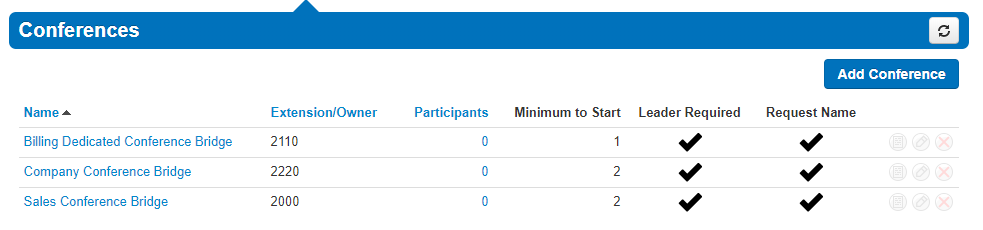 Conferences
Add Conference
Name Extension/Owner Participants Minimum to Start Leader Required Request Name
Billing Dedicated Conference Bridge 2110 0 1
Company Conference Bridge 2220 0 2
Sales Conference Bridge 2000 0 2